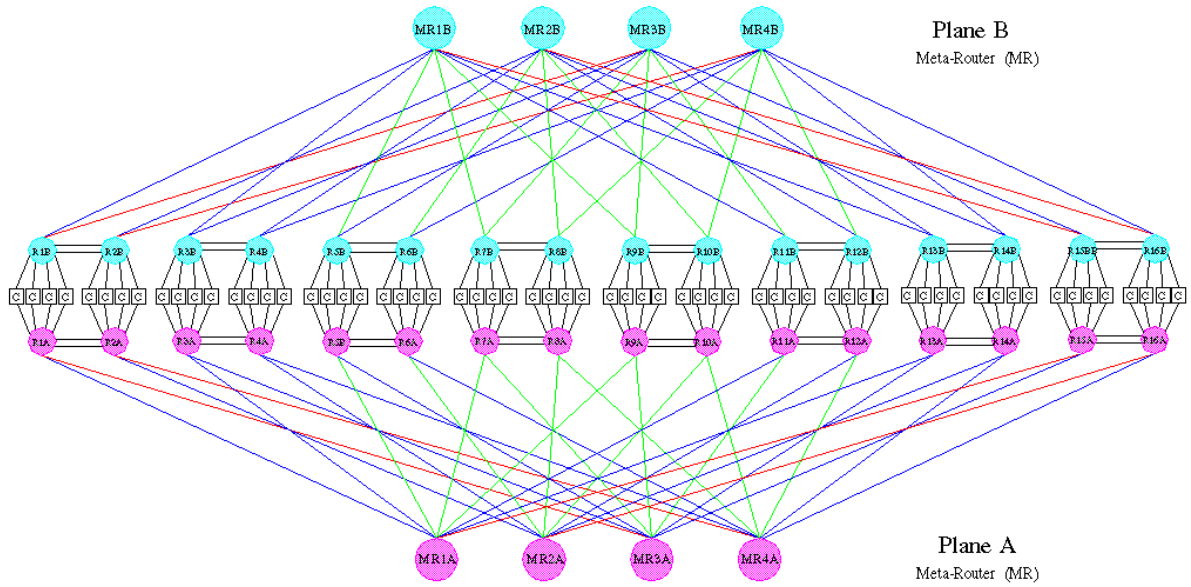 MR1B MR2B MR3B MR4B Plane B
Meta-Router (MR)
R1B R2B R3B R4B R5B R6B R7B R8B R9B R10B R11B R12B R13B R14B R15BB R16B
C C C C C C C C C C C C C C C C C C C C C C C C C C C C C C C C C C C C C C C C C C C C C C C C C C C C C C C C C C C C C C C C
R1A R2A R3A R4A R5B R6A R7A R8A R9A R10A R11A R12A R13A R14A R15A R16A
MR1A MR2A MR3A MR4A Plane A
Meta-Router (MR)